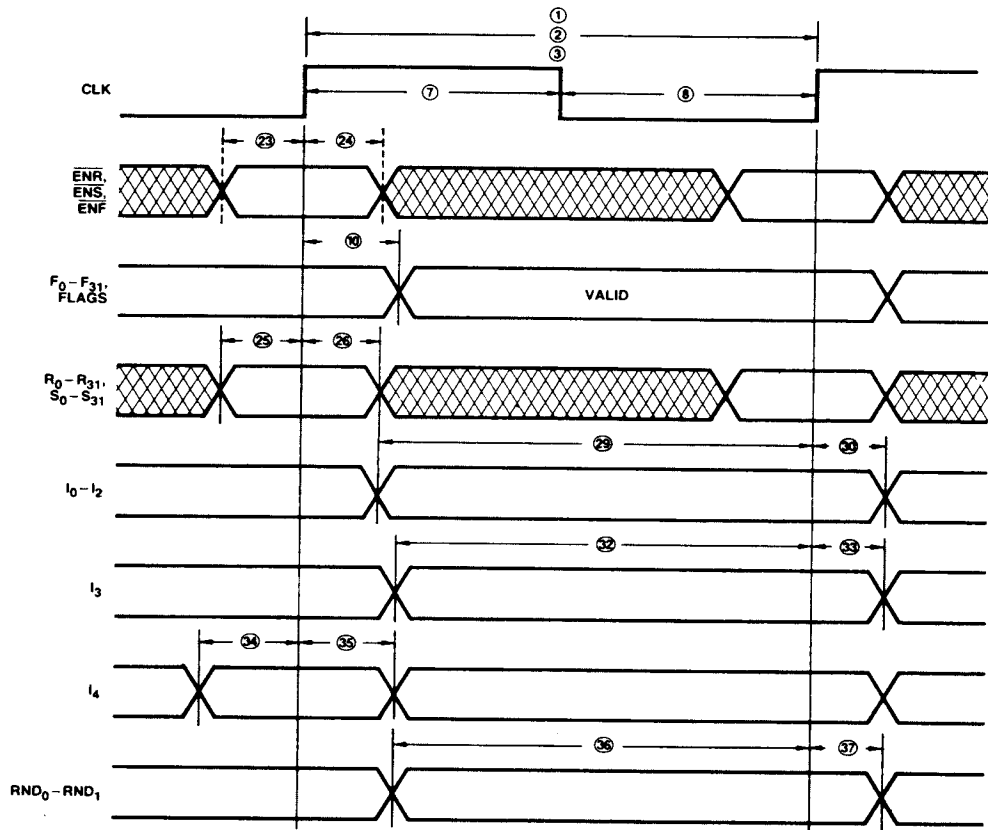 ①
②
③
CLK
⑦ ⑧
㉓ ㉔
ENR,
ENS,
ENF
⑩
F0–F31,
FLAGS
VALID
㉕ ㉖
R0–R31,
S0–S31
㉙ ㉚
I0–I2
㉜ ㉝
I3
㉞ ㉟
I4
㊱ ㊲
RND0–RND1